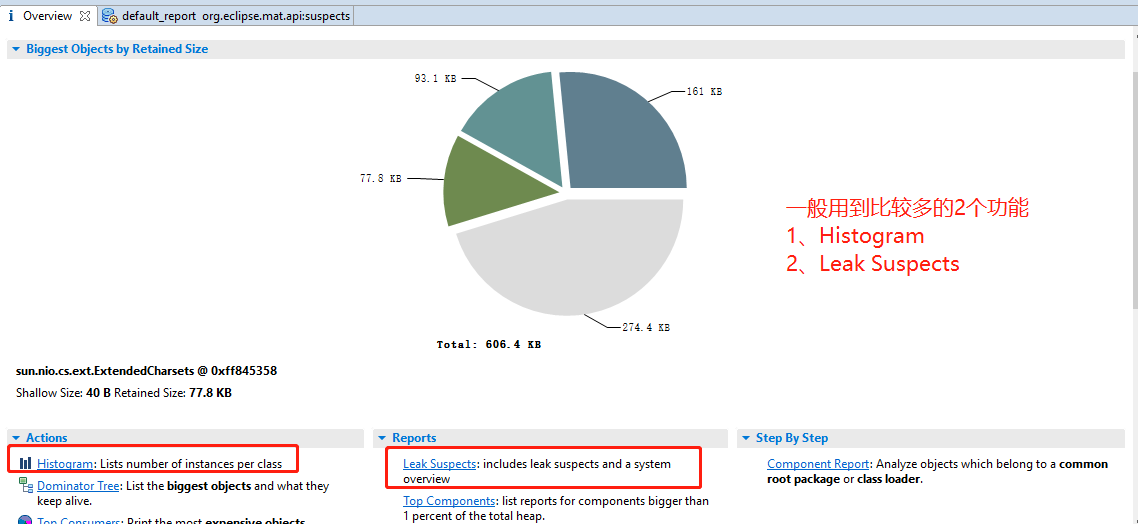 Overview
default_report org.eclipse.mat.api:suspects
Biggest Objects by Retained Size
93.1 KB
161 KB
77.8 KB
274.4 KB
Total: 606.4 KB
一般用到比较多的2个功能
1、Histogram
2、Leak Suspects
sun.nio.cs.ext.ExtendedCharsets @ 0xff845358
Shallow Size: 40 B Retained Size: 77.8 KB
Actions
Histogram: Lists number of instances per class
Dominator Tree: List the biggest objects and what they
keep alive.
Top Consumers: Print the most expensive objects
Reports
Leak Suspects: includes leak suspects and a system
overview
Top Components: list reports for components bigger than
1 percent of the total heap.
Step By Step
Component Report: Analyze objects which belong to a common
root package or class loader.